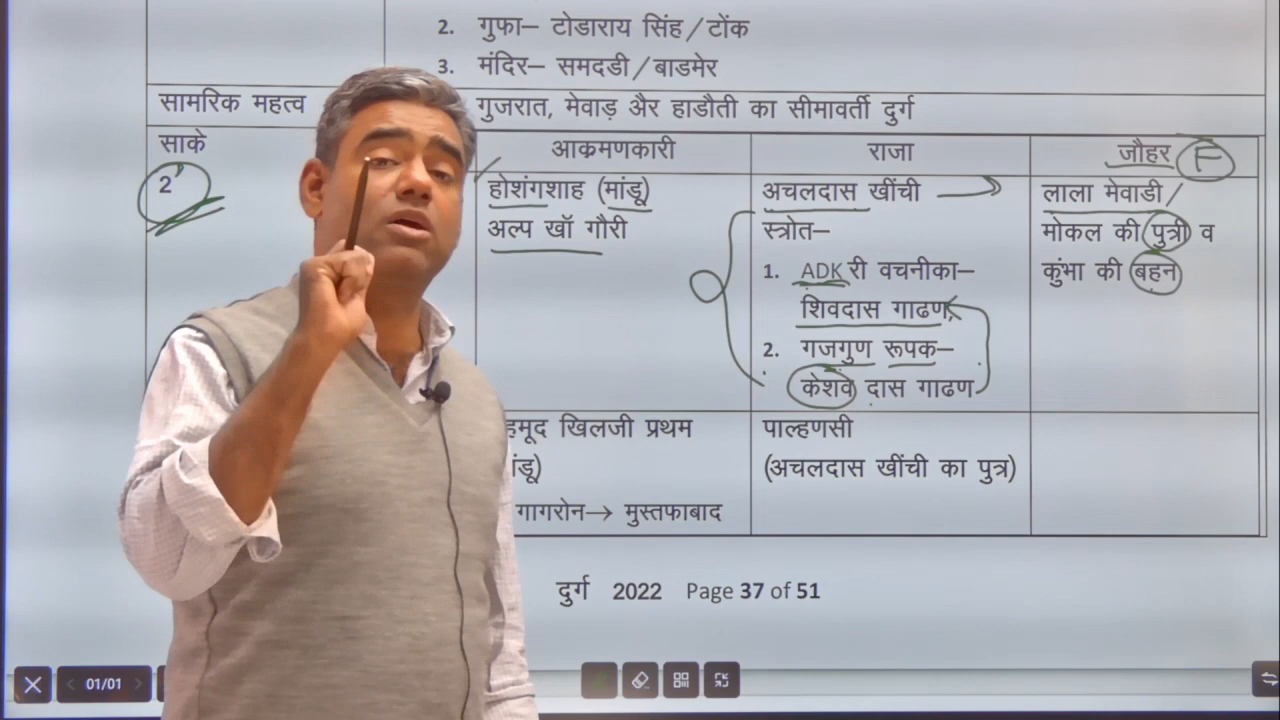 2. गुफा– टोडाराय सिंह/टोंक
3. मंदिर– समदडी/बाडमेर
सामरिक महत्व गुजरात, मेवाड़ अैर हाडौती का सीमावर्ती दुर्ग
साके आक्रमणकारी राजा जौहर F
2 होशंगशाह (मांडू) अचलदास खींची लाला मेवाडी/
अल्प खॉ गौरी स्त्रोत– मोकल की पुत्री व
1. ADK री वचनीका– कुंभा की बहन
शिवदास गाढण,
2. गजगुण रूपक–
केशव दास गाढण
खिलजी प्रथम पाल्हणसी
(अचलदास खींची का पुत्र)
गागरोन→ मुस्तफाबाद
दुर्ग 2022 Page 37 of 51
01/01